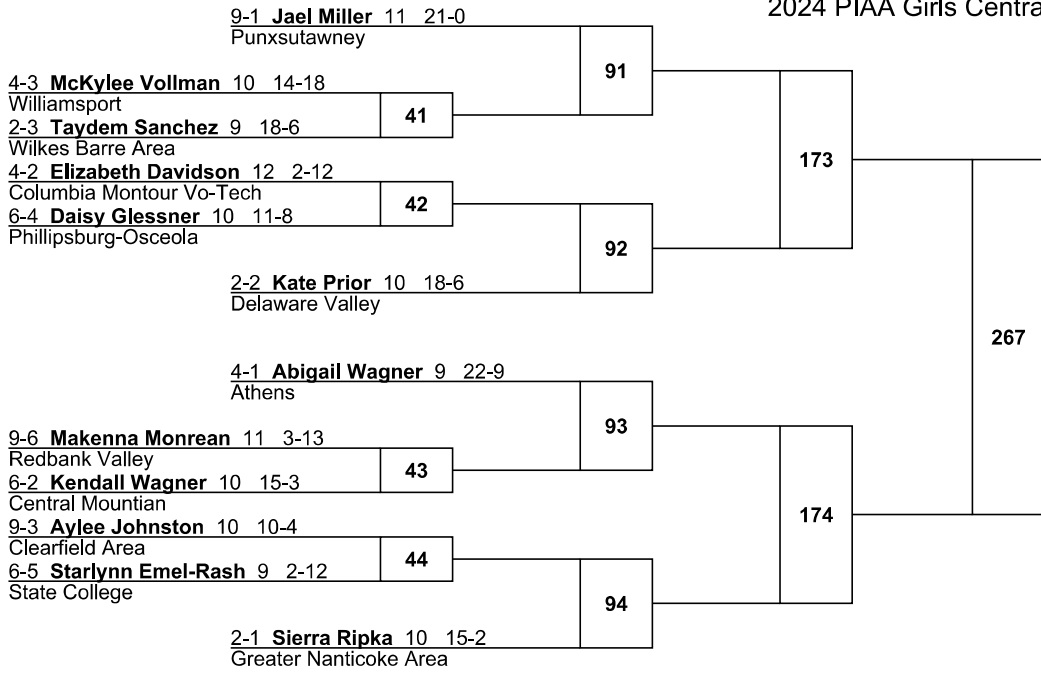 2024 PIAA Girls Centra
9-1 Jael Miller 11 21-0
Punxsutawney
91
4-3 McKylee Vollman 10 14-18
Williamsport
41
2-3 Taydem Sanchez 9 18-6
Wilkes Barre Area
173
4-2 Elizabeth Davidson 12 2-12
Columbia Montour Vo-Tech
42
6-4 Daisy Glessner 10 11-8
Phillipsburg-Osceola
92
2-2 Kate Prior 10 18-6
Delaware Valley
267
4-1 Abigail Wagner 9 22-9
Athens
93
9-6 Makenna Monrean 11 3-13
Redbank Valley
43
6-2 Kendall Wagner 10 15-3
Central Mountian
174
9-3 Aylee Johnston 10 10-4
Clearfield Area
44
6-5 Starlynn Emel-Rash 9 2-12
State College
94
2-1 Sierra Ripka 10 15-2
Greater Nanticoke Area